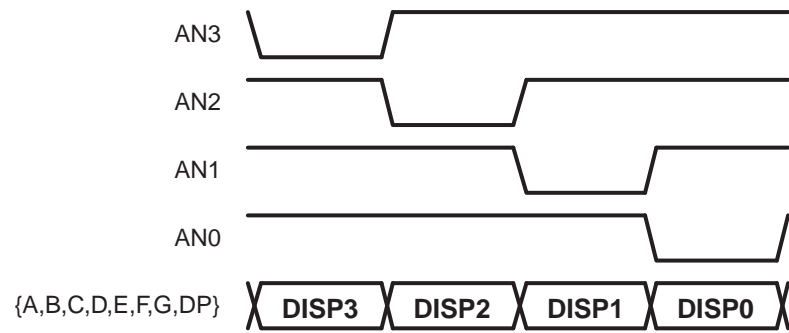 AN3
AN2
AN1
AN0
{A,B,C,D,E,F,G,DP} DISP3 DISP2 DISP1 DISP0